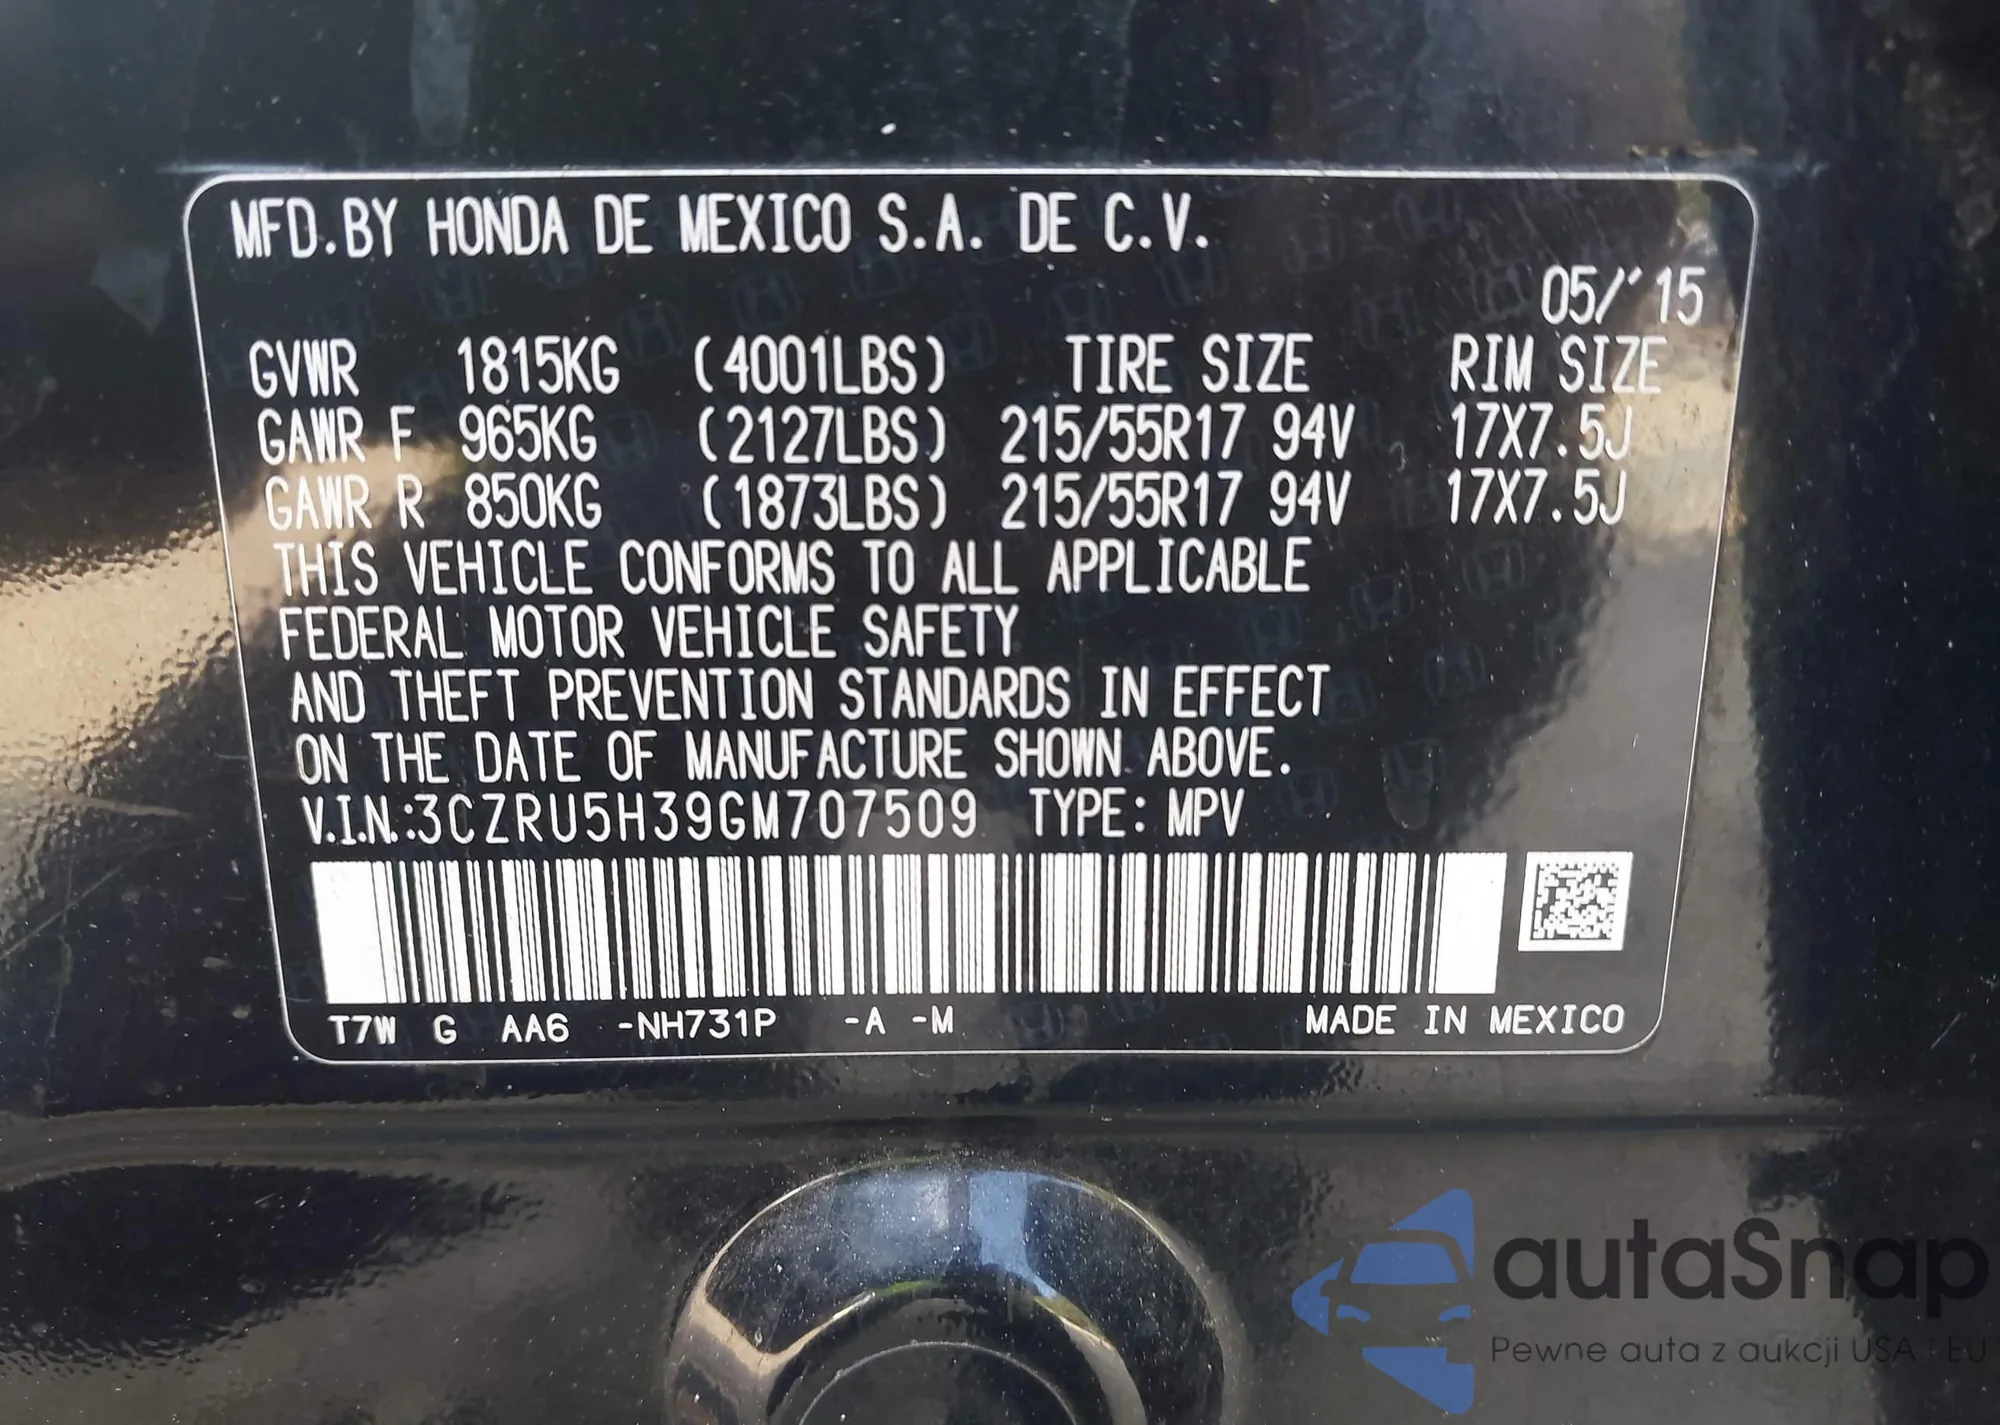 MFD.BY HONDA DE MEXICO S.A. DE C.V.
05/'15
GVWR 1815KG (4001LBS) TIRE SIZE RIM SIZE
GAWR F 965KG (2127LBS) 215/55R17 94V 17X7.5J
GAWR R 850KG (1873LBS) 215/55R17 94V 17X7.5J
THIS VEHICLE CONFORMS TO ALL APPLICABLE
FEDERAL MOTOR VEHICLE SAFETY
AND THEFT PREVENTION STANDARDS IN EFFECT
ON THE DATE OF MANUFACTURE SHOWN ABOVE.
V.I.N.:3CZRU5H39GM707509 TYPE: MPV
T7W G AA6 -NH731P -A -M MADE IN MEXICO
autaSnap
Pewne auta z aukcji USA i EU